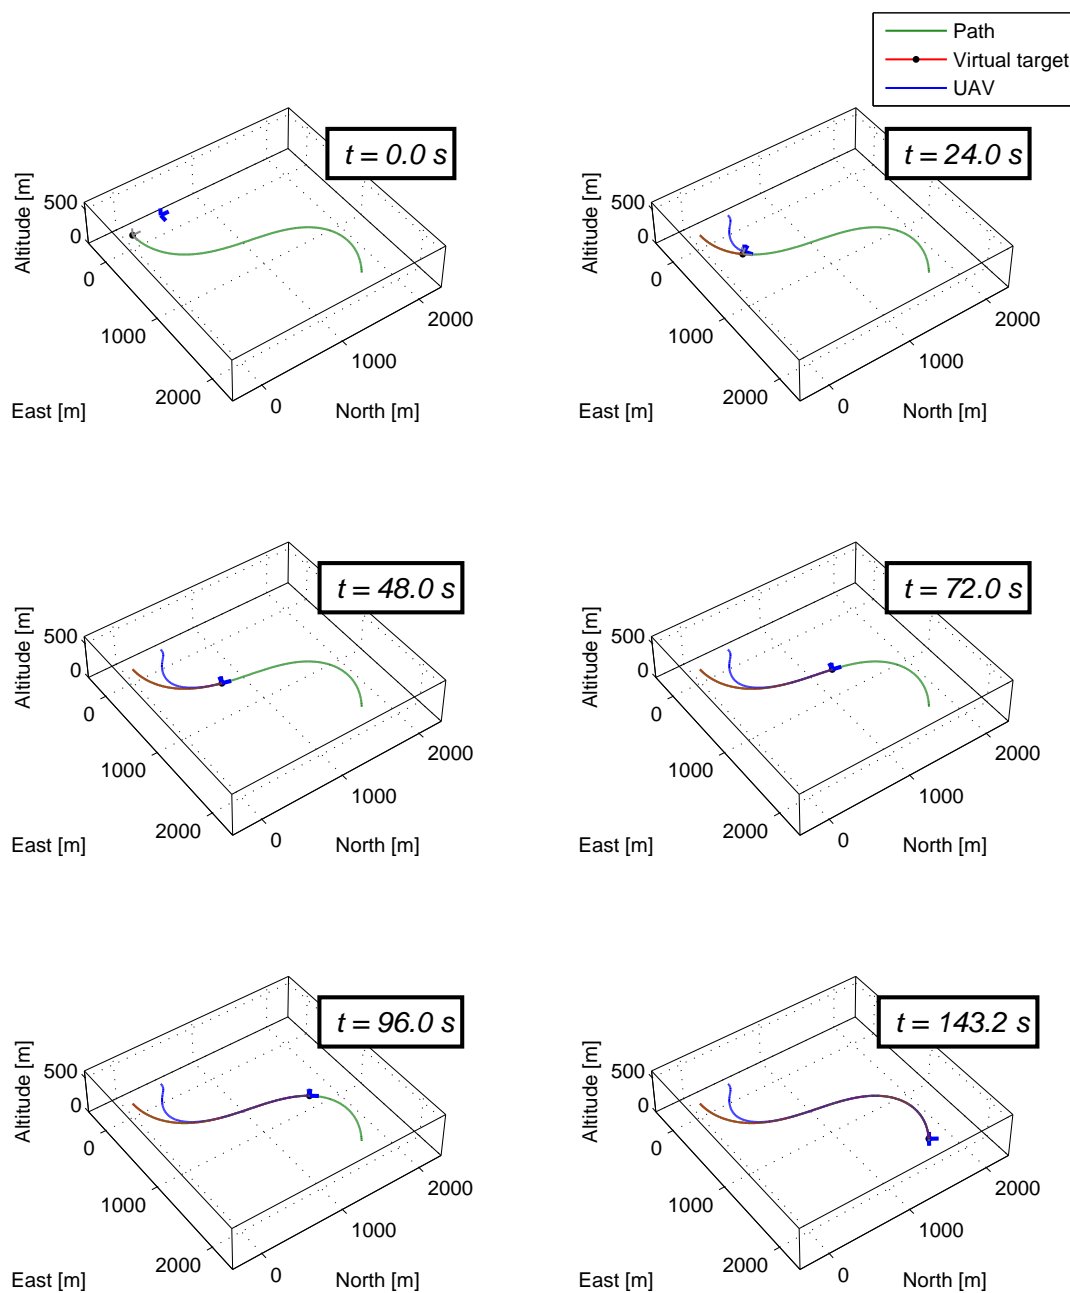 Path
Virtual target
UAV
t = 0.0 s
500
0
Altitude [m]
0
1000
2000
East [m]
0
1000
2000
North [m]
t = 24.0 s
500
0
Altitude [m]
0
1000
2000
East [m]
0
1000
2000
North [m]
t = 48.0 s
500
0
Altitude [m]
0
1000
2000
East [m]
0
1000
2000
North [m]
t = 72.0 s
500
0
Altitude [m]
0
1000
2000
East [m]
0
1000
2000
North [m]
t = 96.0 s
500
0
Altitude [m]
0
1000
2000
East [m]
0
1000
2000
North [m]
t = 143.2 s
500
0
Altitude [m]
0
1000
2000
East [m]
0
1000
2000
North [m]